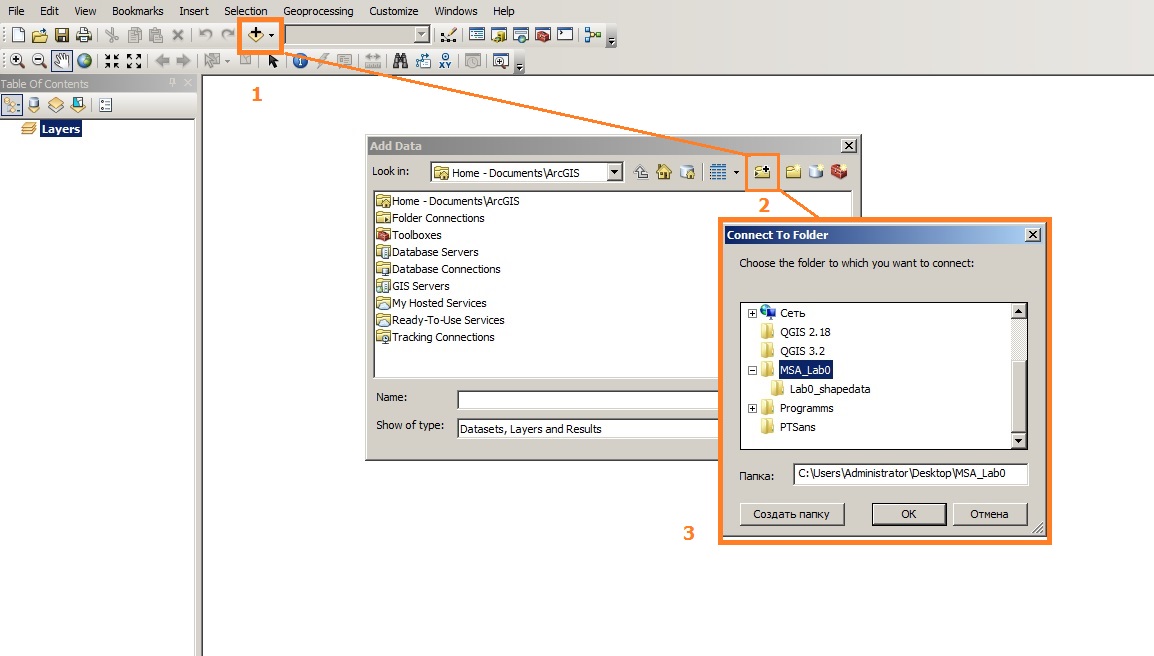 File Edit View Bookmarks Insert Selection Geoprocessing Customize Windows Help
Table Of Contents
Layers
1
Add Data
Look in:
Home - Documents\ArcGIS
2
Home - Documents\ArcGIS
Folder Connections
Toolboxes
Database Servers
Database Connections
GIS Servers
My Hosted Services
Ready-To-Use Services
Tracking Connections
Name:
Show of type:
Datasets, Layers and Results
Connect To Folder
Choose the folder to which you want to connect:
Сеть
QGIS 2.18
QGIS 3.2
MSA_Lab0
Lab0_shapedata
Programms
PTSans
Папка:
C:\Users\Administrator\Desktop\MSA_Lab0
Создать папку
OK
Отмена
3